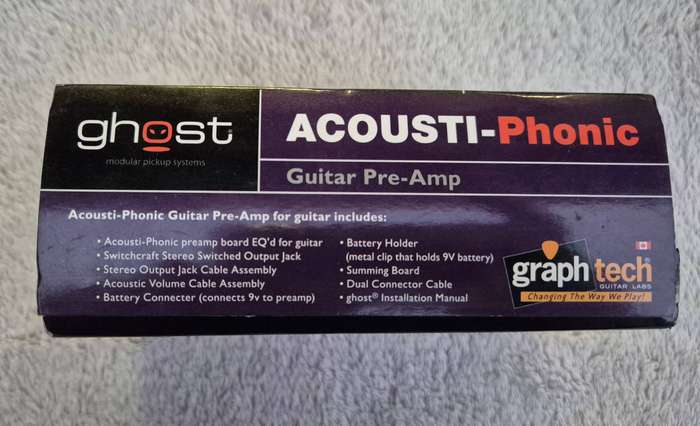 ghost
modular pickup systems
ACOUSTI-Phonic
Guitar Pre-Amp
Acousti-Phonic Guitar Pre-Amp for guitar includes:
• Acousti-Phonic preamp board EQ'd for guitar
• Switchcraft Stereo Switched Output Jack
• Stereo Output Jack Cable Assembly
• Acoustic Volume Cable Assembly
• Battery Connecter (connects 9v to preamp)
• Battery Holder
(metal clip that holds 9V battery)
• Summing Board
• Dual Connector Cable
• ghost® Installation Manual
graph tech
GUITAR LABS
Changing The Way We Play!